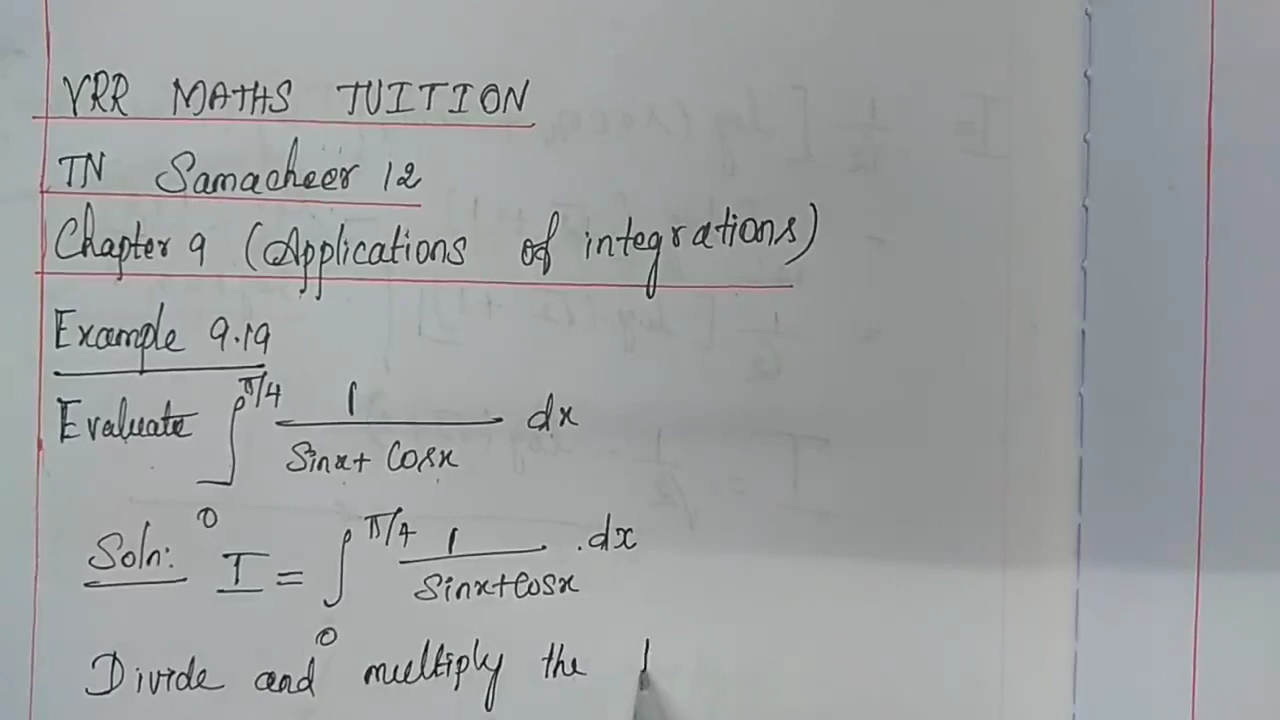 VRR MATHS TUITION
TN Samacheer 12
Chapter 9 (Applications of integrations)
Example 9.19
Evaluate ∫₀^{π/4} 1/(Sinx + Cosx) dx
Soln: I = ∫₀^{π/4} 1/(Sinx+Cosx) .dx
Divide and multiply the